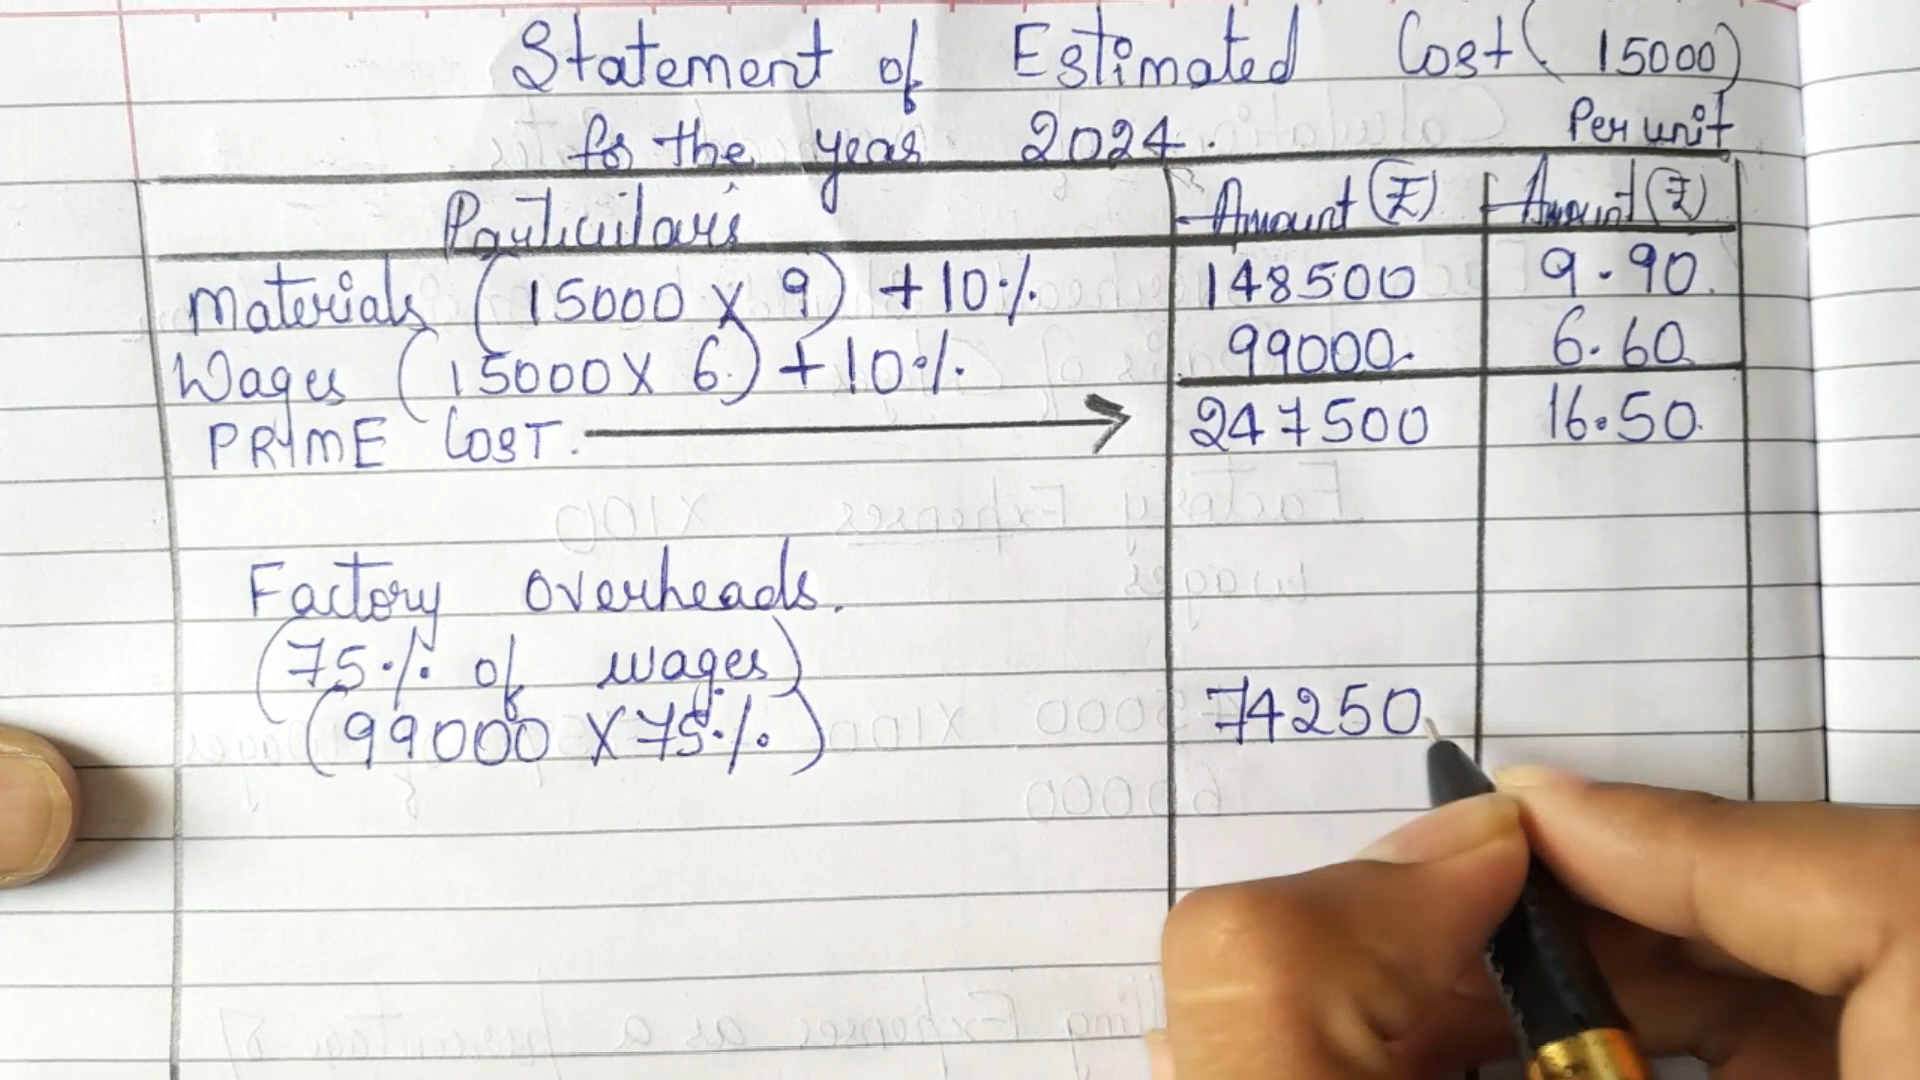 Statement of Estimated Cost (15000)
for the year 2024.
Per unit
Particulars Amount (₹) Amount (₹)
Materials (15000 X 9) + 10% 148500 9.90
Wages (15000 X 6) + 10% 99000 6.60
PRIME COST. → 247500 16.50
Factory Overheads.
(75% of wages)
(99000 X 75%) 74250